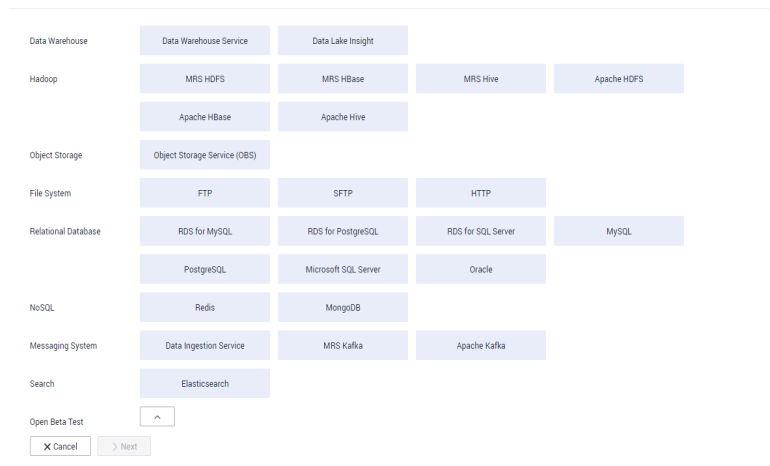 Data Warehouse Data Warehouse Service Data Lake Insight
Hadoop MRS HDFS MRS HBase MRS Hive Apache HDFS
Apache HBase Apache Hive
Object Storage Object Storage Service (OBS)
File System FTP SFTP HTTP
Relational Database RDS for MySQL RDS for PostgreSQL RDS for SQL Server MySQL
PostgreSQL Microsoft SQL Server Oracle
NoSQL Redis MongoDB
Messaging System Data Ingestion Service MRS Kafka Apache Kafka
Search Elasticsearch
Open Beta Test
Cancel Next